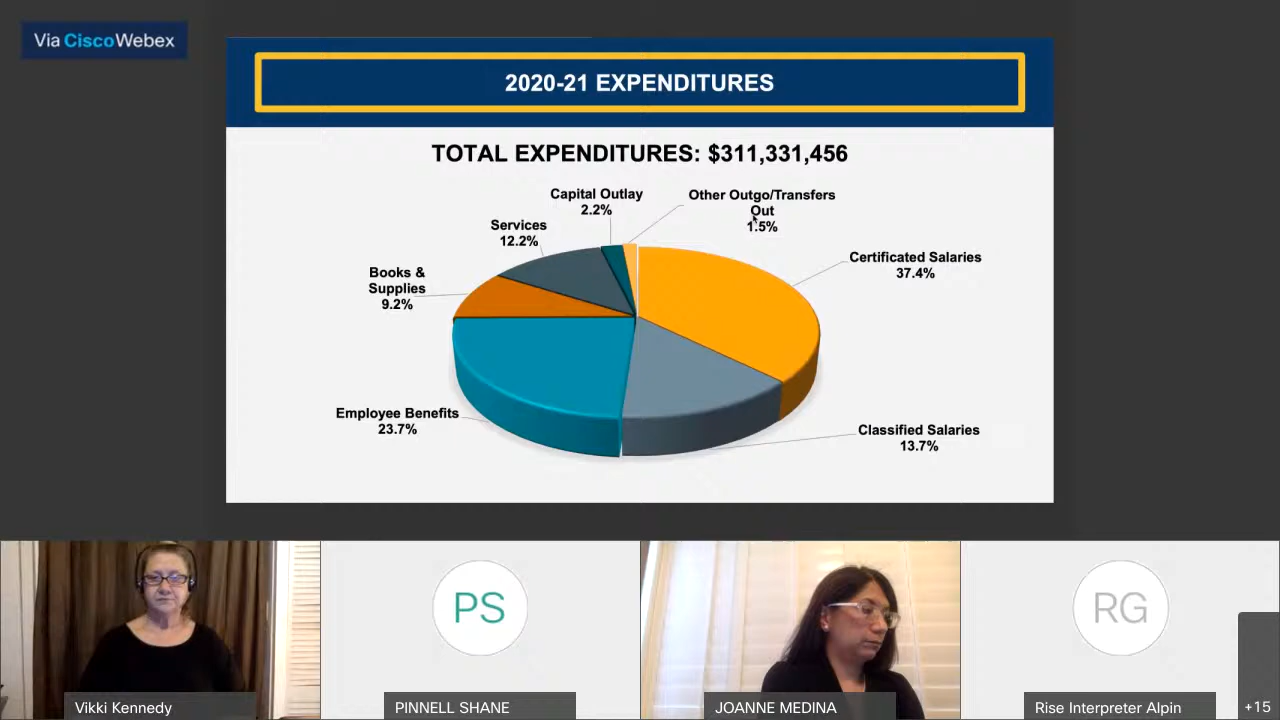 Via Cisco Webex
2020-21 EXPENDITURES
TOTAL EXPENDITURES: $311,331,456
Capital Outlay
2.2%
Other Outgo/Transfers
Out
1.5%
Services
12.2%
Certificated Salaries
37.4%
Books &
Supplies
9.2%
Employee Benefits
23.7%
Classified Salaries
13.7%
PS
RG
Vikki Kennedy
PINNELL SHANE
JOANNE MEDINA
Rise Interpreter Alpin
+15